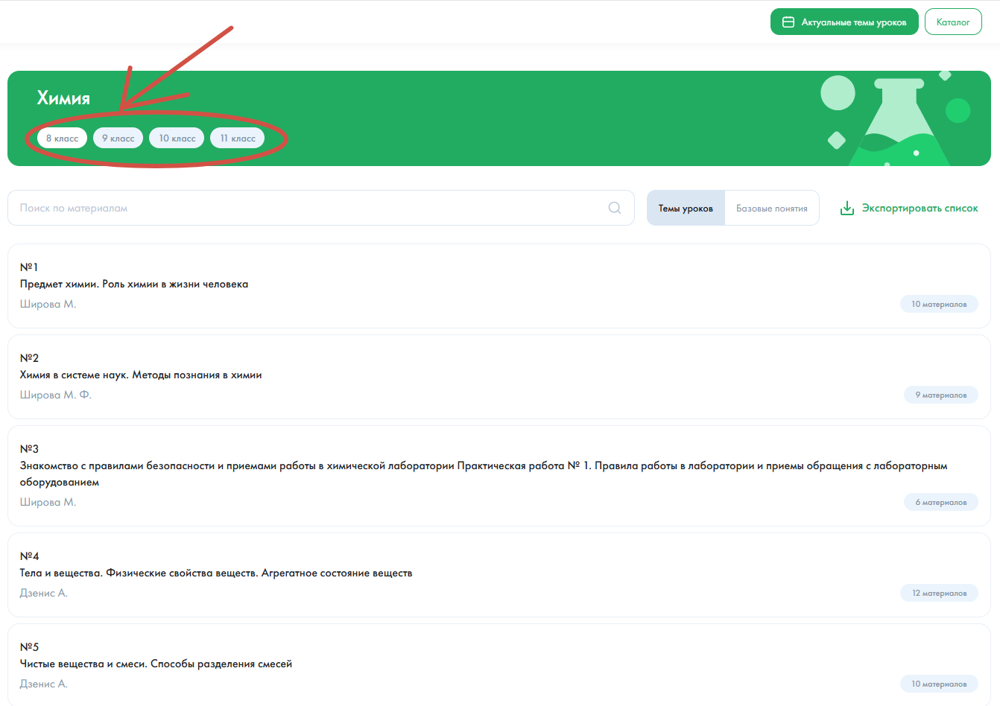 Актуальные темы уроков
Каталог
Химия
8 класс
9 класс
10 класс
11 класс
Поиск по материалам
Темы уроков
Базовые понятия
Экспортировать список
№1
Предмет химии. Роль химии в жизни человека
Широва М.
10 материалов
№2
Химия в системе наук. Методы познания в химии
Широва М. Ф.
9 материалов
№3
Знакомство с правилами безопасности и приемами работы в химической лаборатории Практическая работа № 1. Правила работы в лаборатории и приемы обращения с лабораторным
оборудованием
Широва М.
6 материалов
№4
Тела и вещества. Физические свойства веществ. Агрегатное состояние веществ
Дзенис А.
12 материалов
№5
Чистые вещества и смеси. Способы разделения смесей
Дзенис А.
10 материалов